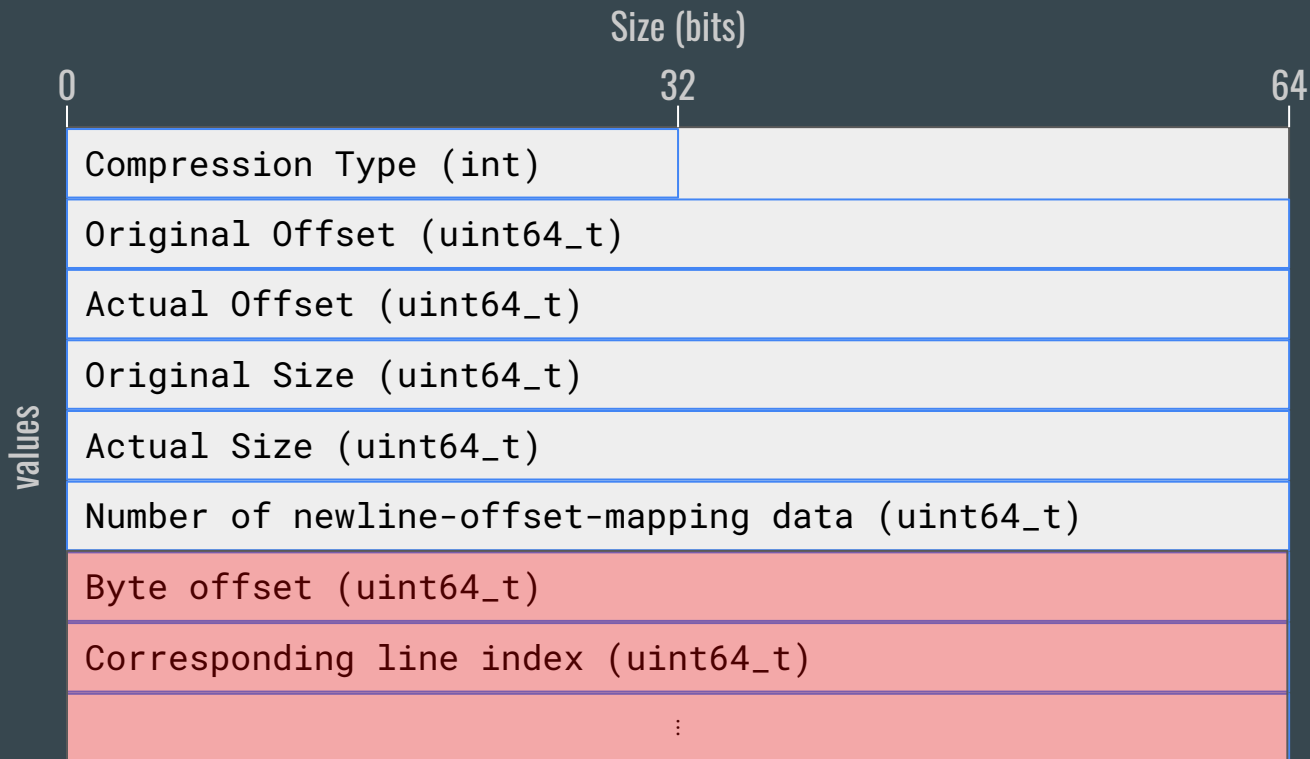 Size (bits)
0 32 64
Compression Type (int)
Original Offset (uint64_t)
Actual Offset (uint64_t)
Original Size (uint64_t)
Actual Size (uint64_t)
values
Number of newline-offset-mapping data (uint64_t)
Byte offset (uint64_t)
Corresponding line index (uint64_t)
⋮